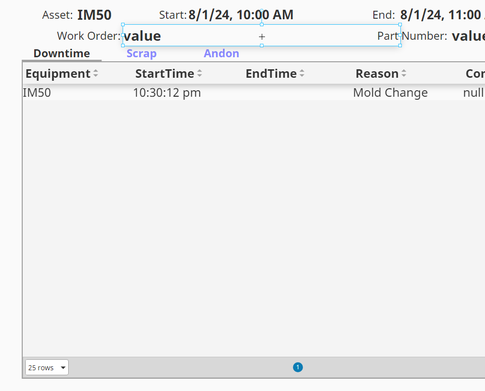 Asset: IM50 Start: 8/1/24, 10:00 AM End: 8/1/24, 11:00
Work Order: value Part Number: value
Downtime Scrap Andon
Equipment StartTime EndTime Reason Con
IM50 10:30:12 pm Mold Change null
25 rows 1